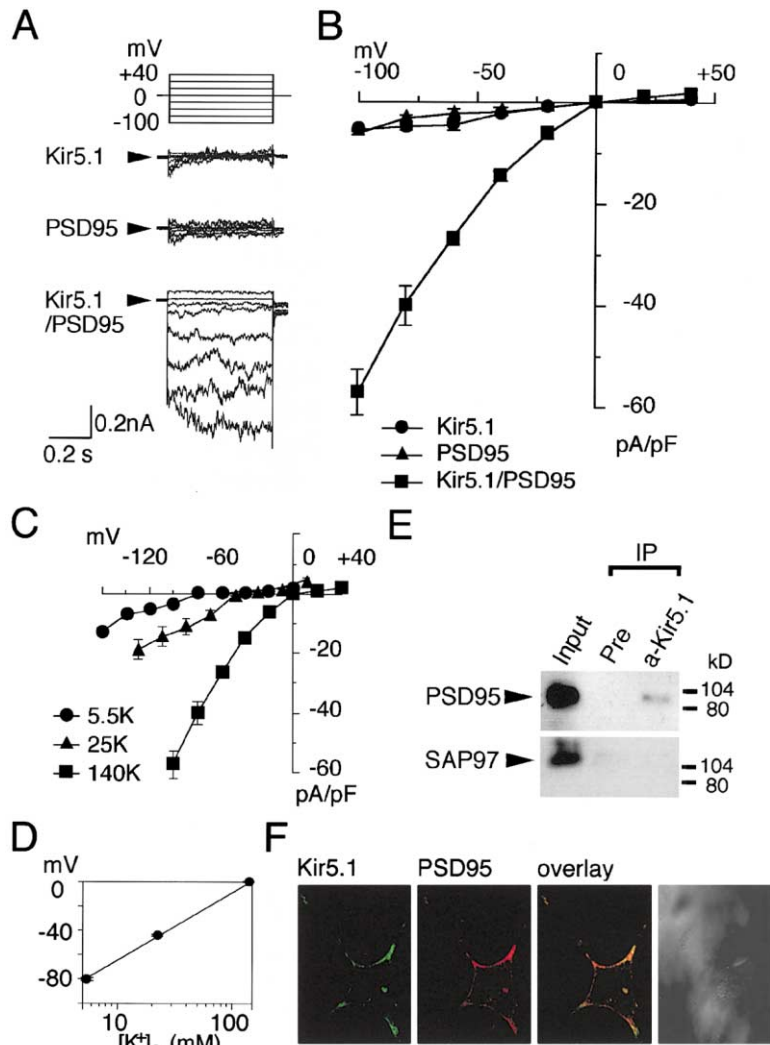 A
mV
+40
0
-100
Kir5.1
PSD95
Kir5.1
/PSD95
0.2nA
0.2 s
B
mV
-100
-50
0
+50
-20
-40
-60
pA/pF
Kir5.1
PSD95
Kir5.1/PSD95
C
mV
-120
-60
0
+40
-20
-40
-60
pA/pF
5.5K
25K
140K
D
mV
0
-40
-80
10
100
(mM)
E
IP
Input
Pre
a-Kir5.1
kD
PSD95
104
80
SAP97
104
80
F
Kir5.1
PSD95
overlay